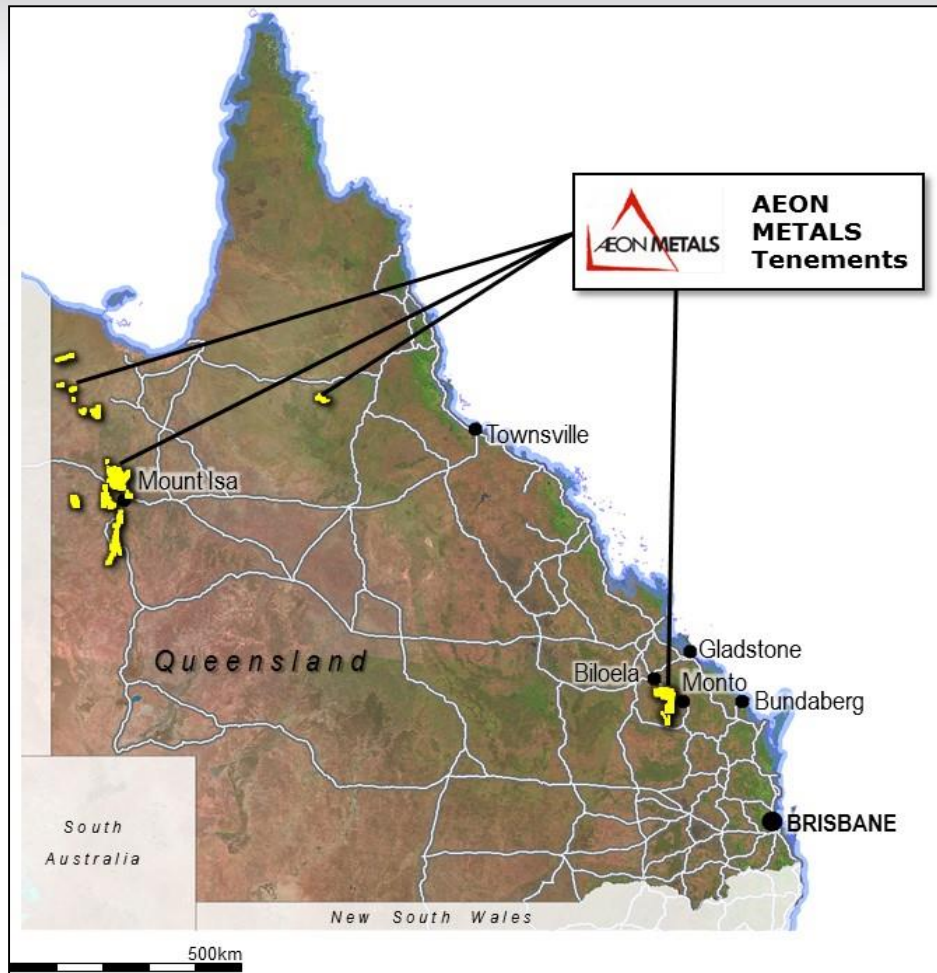 AEON METALS
AEON
METALS
Tenements
Townsville
Mount Isa
Queensland
Gladstone
Biloela
Monto
Bundaberg
BRISBANE
South
Australia
New South Wales
500km